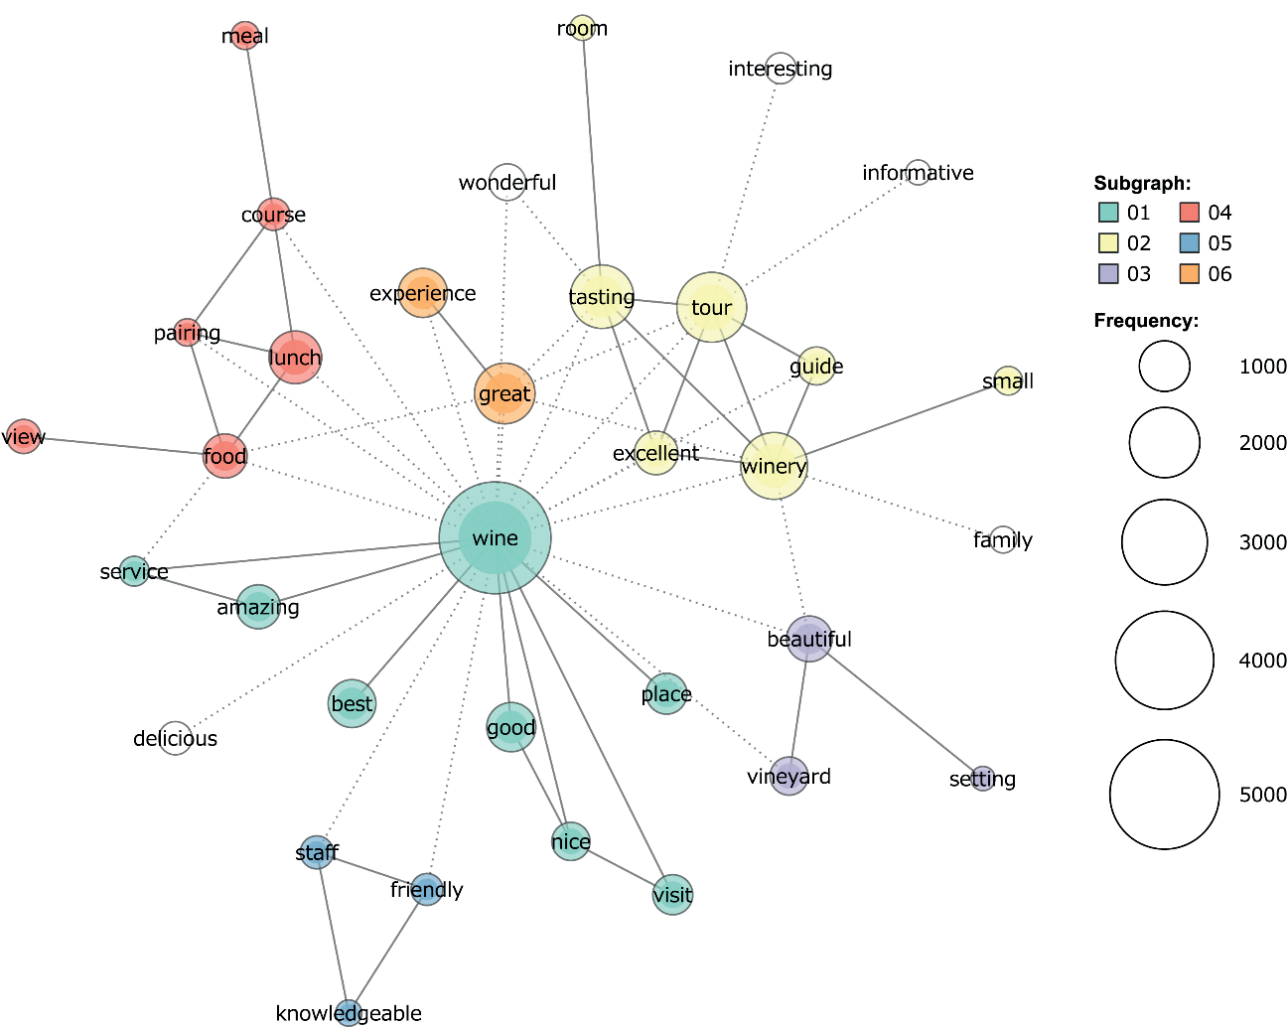 meal
room
interesting
wonderful
informative
course
experience
tasting
tour
pairing
lunch
great
guide
small
view
food
excellent
winery
wine
family
service
amazing
beautiful
best
good
place
delicious
vineyard
setting
staff
friendly
nice
visit
knowledgeable
Subgraph:
01 04
02 05
03 06
Frequency:
1000
2000
3000
4000
5000